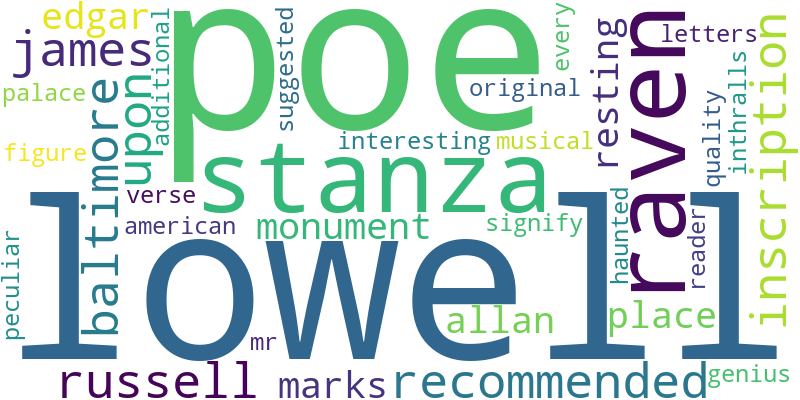 edgar
poe
raven
letters
james
additional
suggested
every
original
resting
inscription
palace
baltimore
upon
interesting
musical
quality
inthralls
figure
stanza
verse
american
monument
signify
haunted
reader
peculiar
lowell
mr
allan
place
russell
marks
recommended
genius